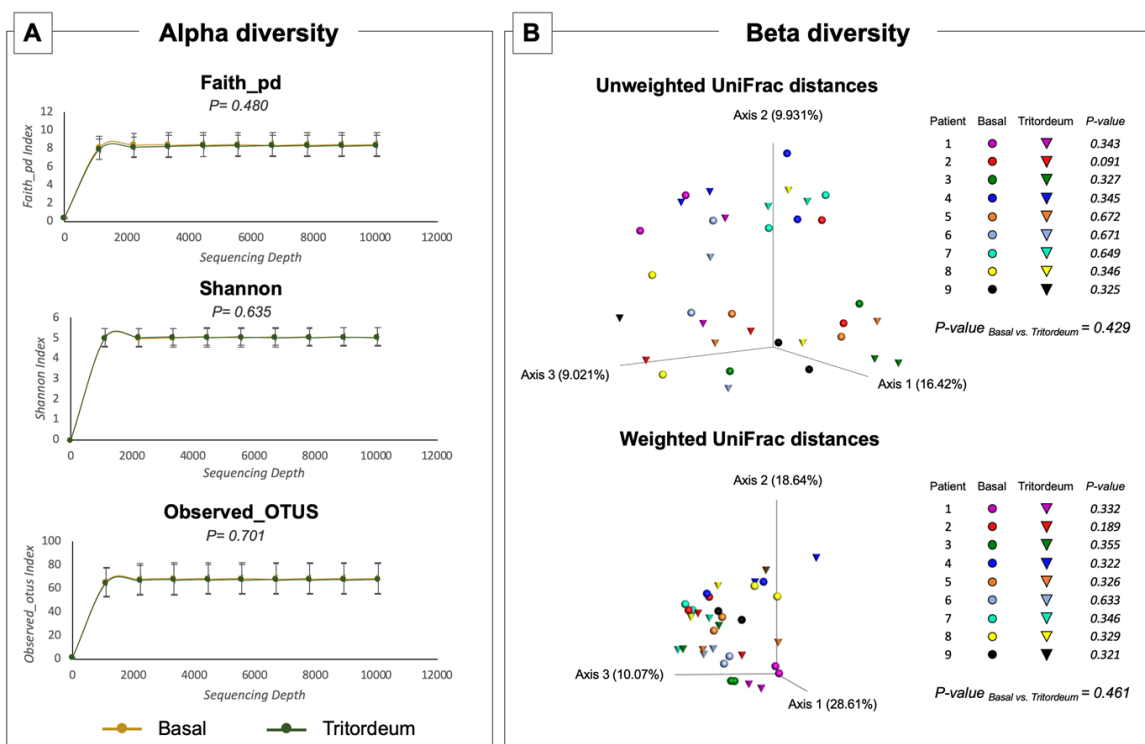 A Alpha diversity
Faith_pd
P= 0.480
Faith_pd Index
12
10
8
6
4
2
0
0 2000 4000 6000 8000 10000 12000
Sequencing Depth
Shannon
P= 0.635
Shannon Index
6
5
4
3
2
1
0
0 2000 4000 6000 8000 10000 12000
Sequencing Depth
Observed_OTUS
P= 0.701
Observed_otus Index
100
80
60
40
20
0
0 2000 4000 6000 8000 10000 12000
Sequencing Depth
Basal Tritordeum
B Beta diversity
Unweighted UniFrac distances
Axis 2 (9.931%)
Axis 3 (9.021%)
Axis 1 (16.42%)
Patient Basal Tritordeum P-value
1 0.343
2 0.091
3 0.327
4 0.345
5 0.672
6 0.671
7 0.649
8 0.346
9 0.325
P-value Basal vs. Tritordeum = 0.429
Weighted UniFrac distances
Axis 2 (18.64%)
Axis 3 (10.07%)
Axis 1 (28.61%)
Patient Basal Tritordeum P-value
1 0.332
2 0.189
3 0.355
4 0.322
5 0.326
6 0.633
7 0.346
8 0.329
9 0.321
P-value Basal vs. Tritordeum = 0.461